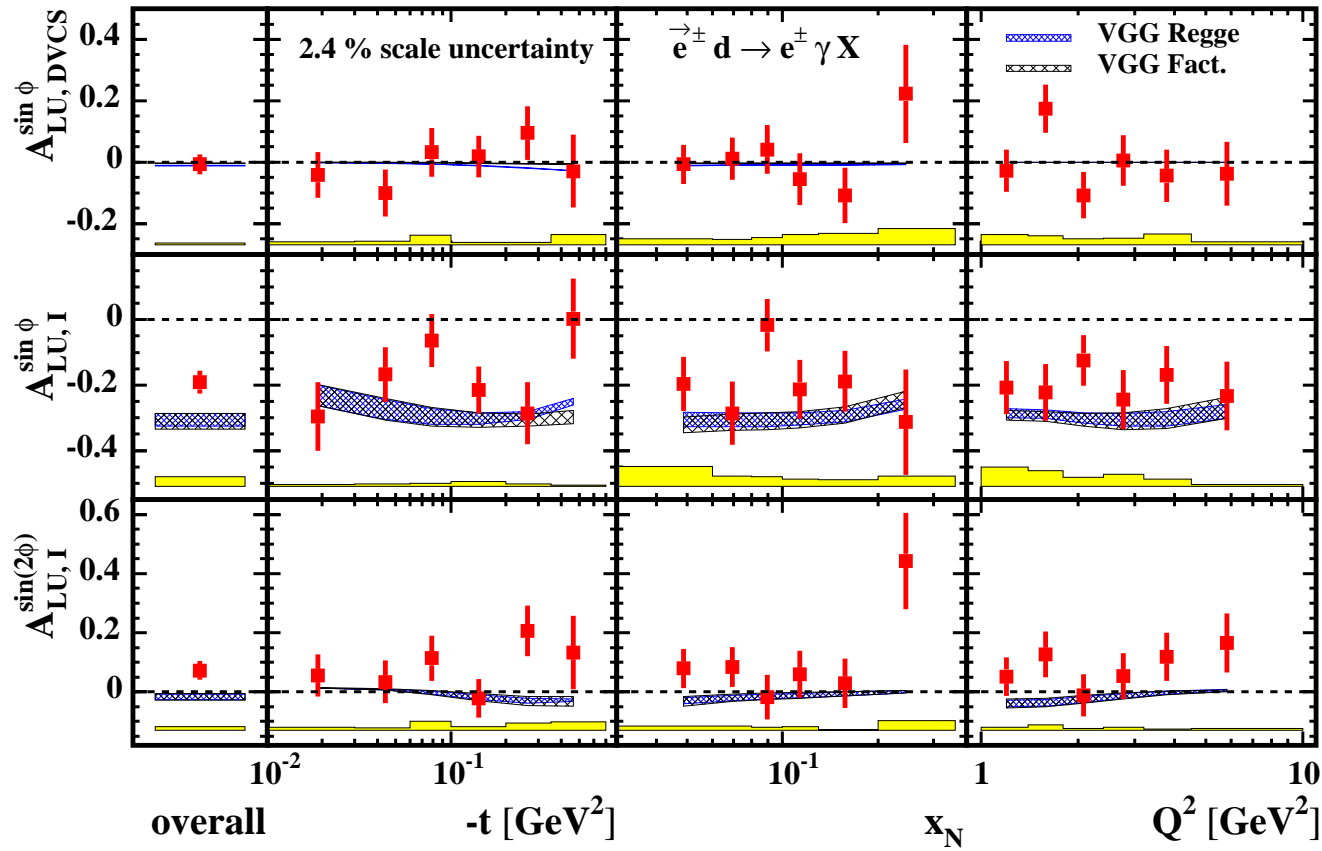 A_{LU, DVCS}^{sin ϕ}
0.4
0.2
0
-0.2
2.4 % scale uncertainty
e^{±} d → e^{±} γ X
VGG Regge
VGG Fact.
A_{LU, I}^{sin ϕ}
0
-0.2
-0.4
A_{LU, I}^{sin(2ϕ)}
0.6
0.4
0.2
0
10^{-2} 10^{-1} 10^{-1} 1 10
overall -t [GeV^2] x_N Q^2 [GeV^2]